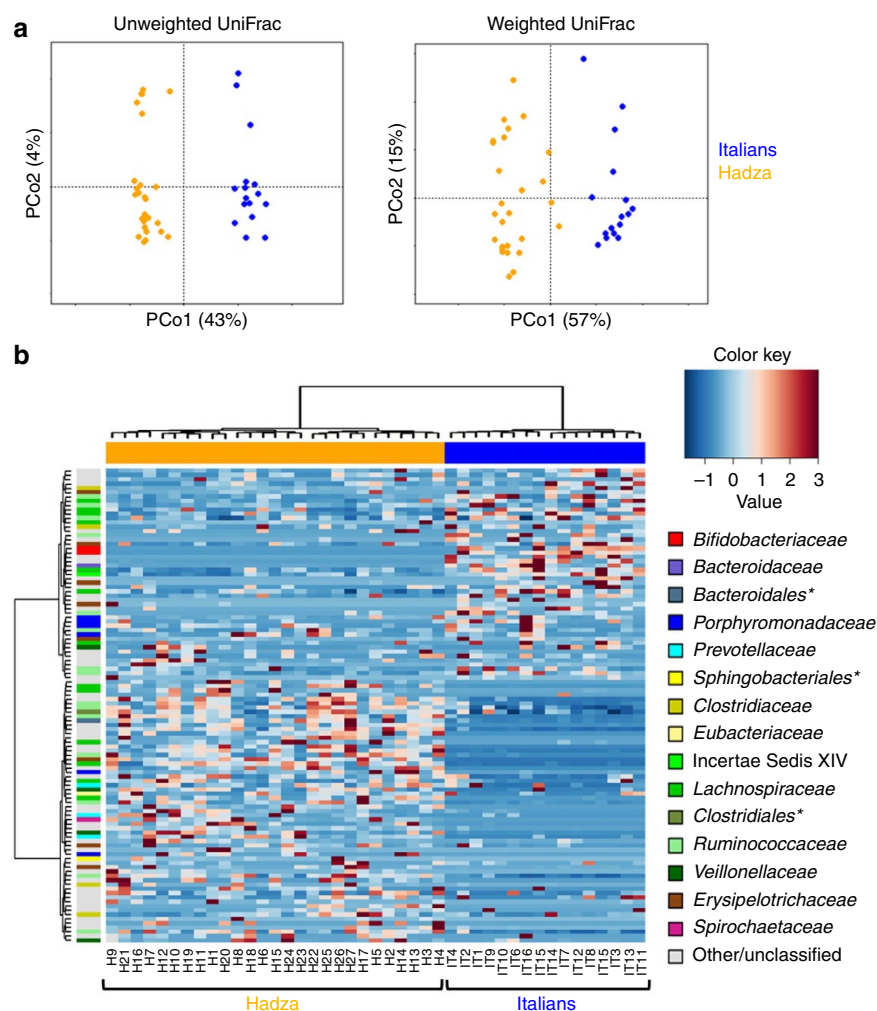 a
Unweighted UniFrac
Weighted UniFrac
PCo2 (4%)
PCo1 (43%)
PCo2 (15%)
PCo1 (57%)
Italians
Hadza
b
Color key
−1 0 1 2 3
Value
Bifidobacteriaceae
Bacteroidaceae
Bacteroidales*
Porphyromonadaceae
Prevotellaceae
Sphingobacteriales*
Clostridiaceae
Eubacteriaceae
Incertae Sedis XIV
Lachnospiraceae
Clostridiales*
Ruminococcaceae
Veillonellaceae
Erysipelotrichaceae
Spirochaetaceae
Other/unclassified
H9 H21 H16 H7 H12 H10 H19 H11 H1 H20 H8 H18 H6 H15 H24 H23 H22 H25 H26 H27 H17 H5 H2 H14 H13 H3 H4 IT4 IT2 IT1 IT9 IT10 IT6 IT16 IT15 IT14 IT7 IT12 IT8 IT15 IT3 IT13 IT11
Hadza
Italians